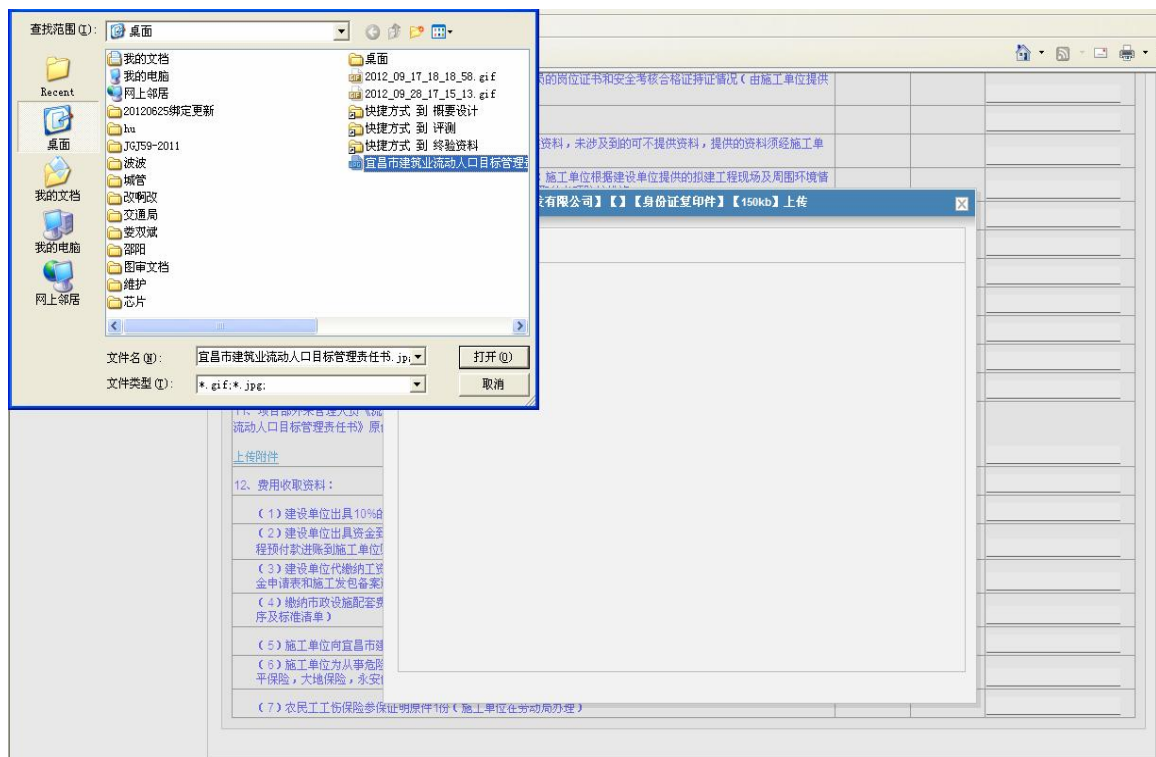 查找范围(I):
桌面
Recent
桌面
我的文档
我的电脑
网上邻居
我的文档
我的电脑
网上邻居
20120625绑定更新
hu
JGJ59-2011
波波
城管
改啊改
交通局
娄双斌
邵阳
图审文档
维护
芯片
桌面
2012_09_17_18_18_58.gif
2012_09_28_17_15_13.gif
快捷方式 到 概要设计
快捷方式 到 评测
快捷方式 到 终验资料
宜昌市建筑业流动人口目标管理
文件名(N):
宜昌市建筑业流动人口目标管理责任书.jp
打开(O)
文件类型(T):
*.gif;*.jpg;
取消
的岗位证书和安全考核合格证持证情况(由施工单位提供
资料,未涉及到的可不提供资料,提供的资料须经施工单
施工单位根据建设单位提供的拟建工程现场及周围环境情
有限公司】【】【身份证复印件】【150kb】上传
11、项目部外来管理人员《流
流动人口目标管理责任书》原
上传附件
12、费用收取资料:
(1)建设单位出具10%的
(2)建设单位出具资金到
程预付款进账到施工单位
(3)建设单位代缴纳工资
金申请表和施工发包备案
(4)缴纳市政设施配套费
序及标准清单)
(5)施工单位向宜昌市建
(6)施工单位为从事危险
平保险,大地保险,永安
(7)农民工工伤保险参保证明原件1份(施工单位在劳动局办理)